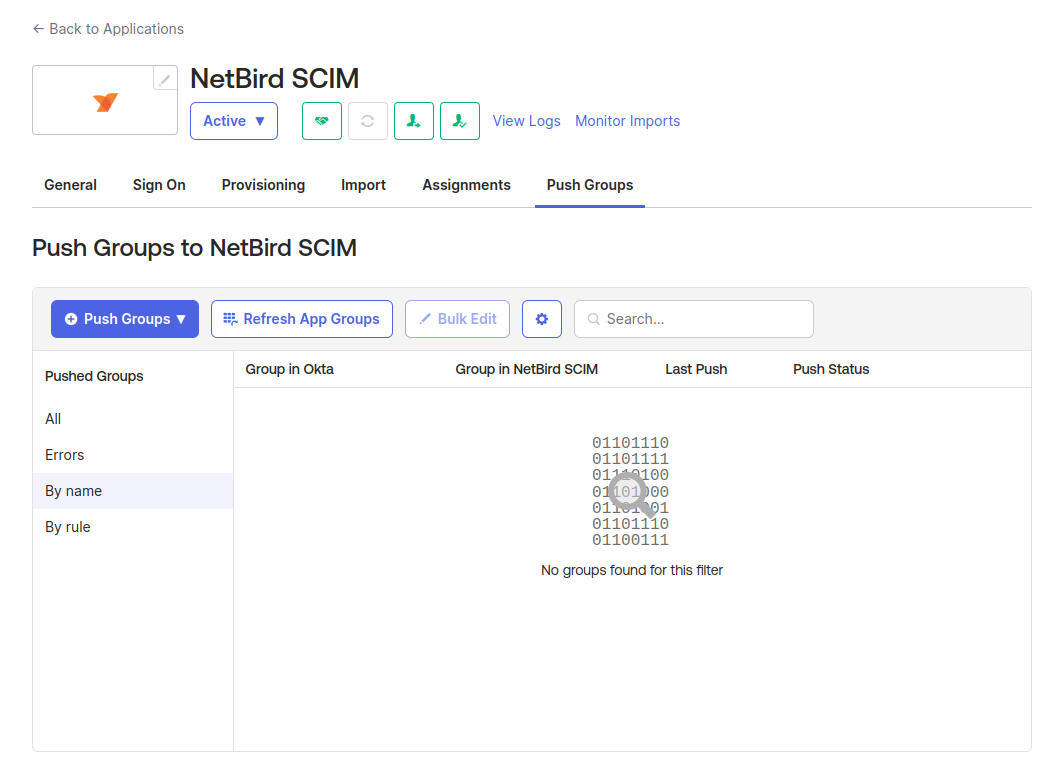 ← Back to Applications
NetBird SCIM
Active ▼
View Logs
Monitor Imports
General
Sign On
Provisioning
Import
Assignments
Push Groups
Push Groups to NetBird SCIM
Push Groups ▼
Refresh App Groups
Bulk Edit
Search...
Pushed Groups
All
Errors
By name
By rule
Group in Okta
Group in NetBird SCIM
Last Push
Push Status
01101110
01101111
01110100
01101000
01101001
01101110
01100111
No groups found for this filter